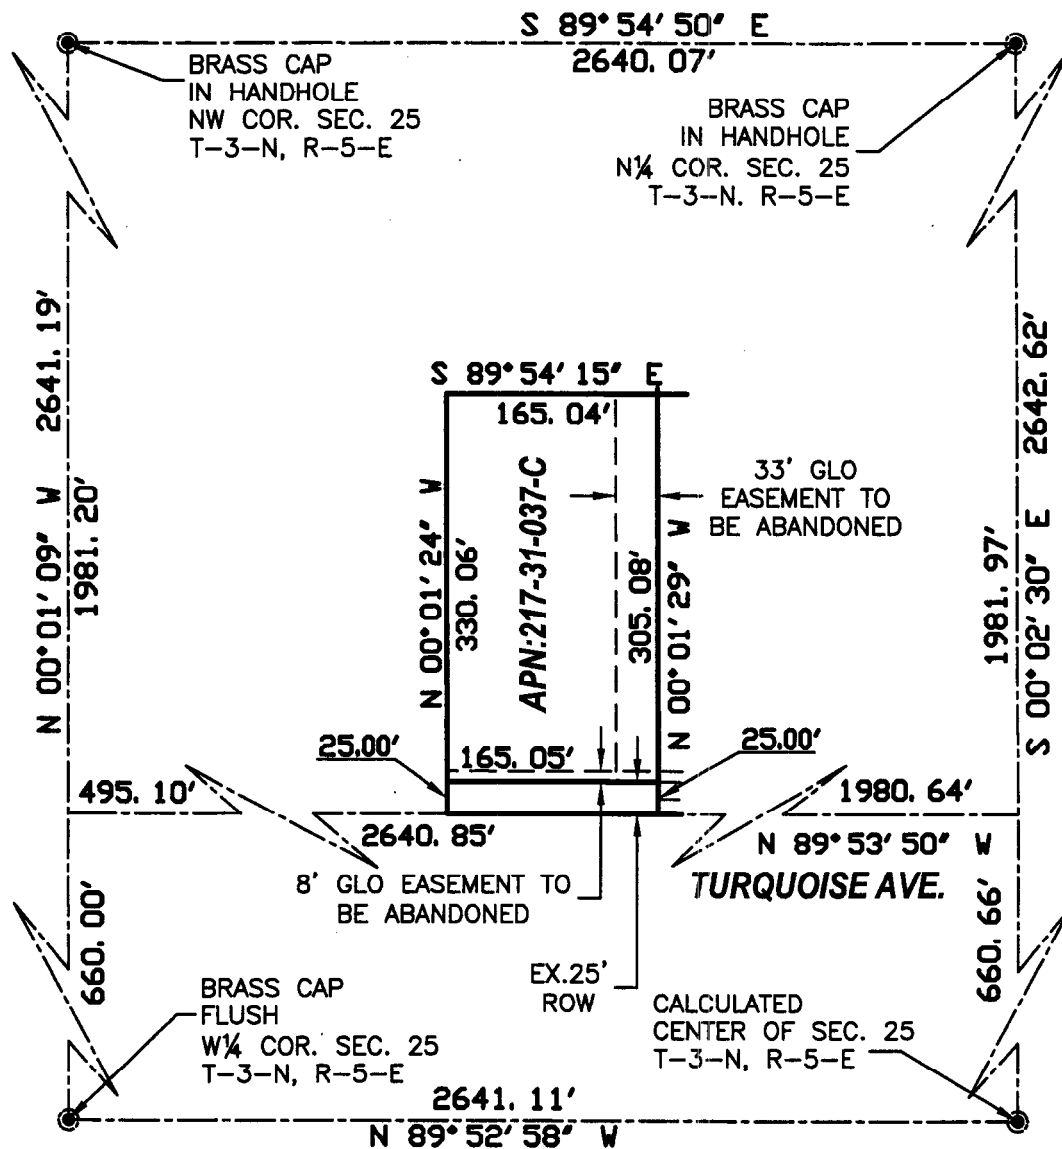 S 89°54'50" E
2640.07'
BRASS CAP
IN HANDHOLE
NW COR. SEC. 25
T-3-N, R-5-E
BRASS CAP
IN HANDHOLE
N¼ COR. SEC. 25
T-3--N. R-5-E
N 00°01'09" W 2641.19'
1981.20'
S 00°02'30" E 2642.62'
1981.97'
S 89°54'15" E
165.04'
33' GLO
EASEMENT TO
BE ABANDONED
N 00°01'24" W
330.06'
APN:217-31-037-C
305.08'
N 00°01'29" W
25.00'
165.05'
25.00'
495.10'
1980.64'
2640.85'
N 89°53'50" W
8' GLO EASEMENT TO
BE ABANDONED
TURQUOISE AVE.
660.00'
660.66'
EX.25'
ROW
BRASS CAP
FLUSH
W¼ COR. SEC. 25
T-3-N, R-5-E
CALCULATED
CENTER OF SEC. 25
T-3-N, R-5-E
2641.11'
N 89°52'58" W